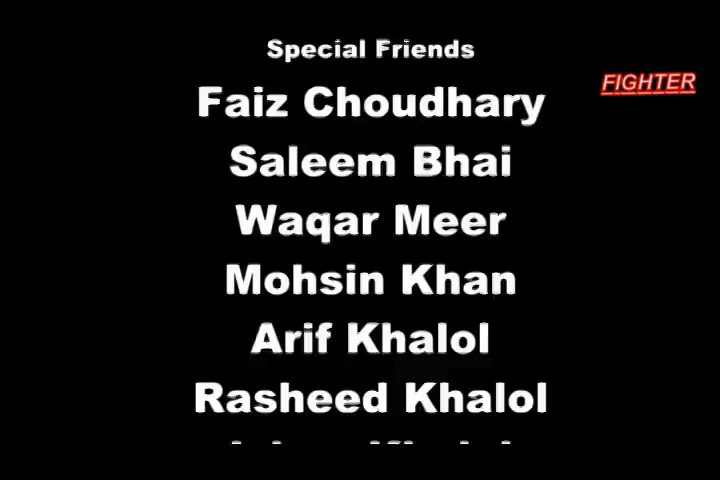 Special Friends
FIGHTER
Faiz Choudhary
Saleem Bhai
Waqar Meer
Mohsin Khan
Arif Khalol
Rasheed Khalol